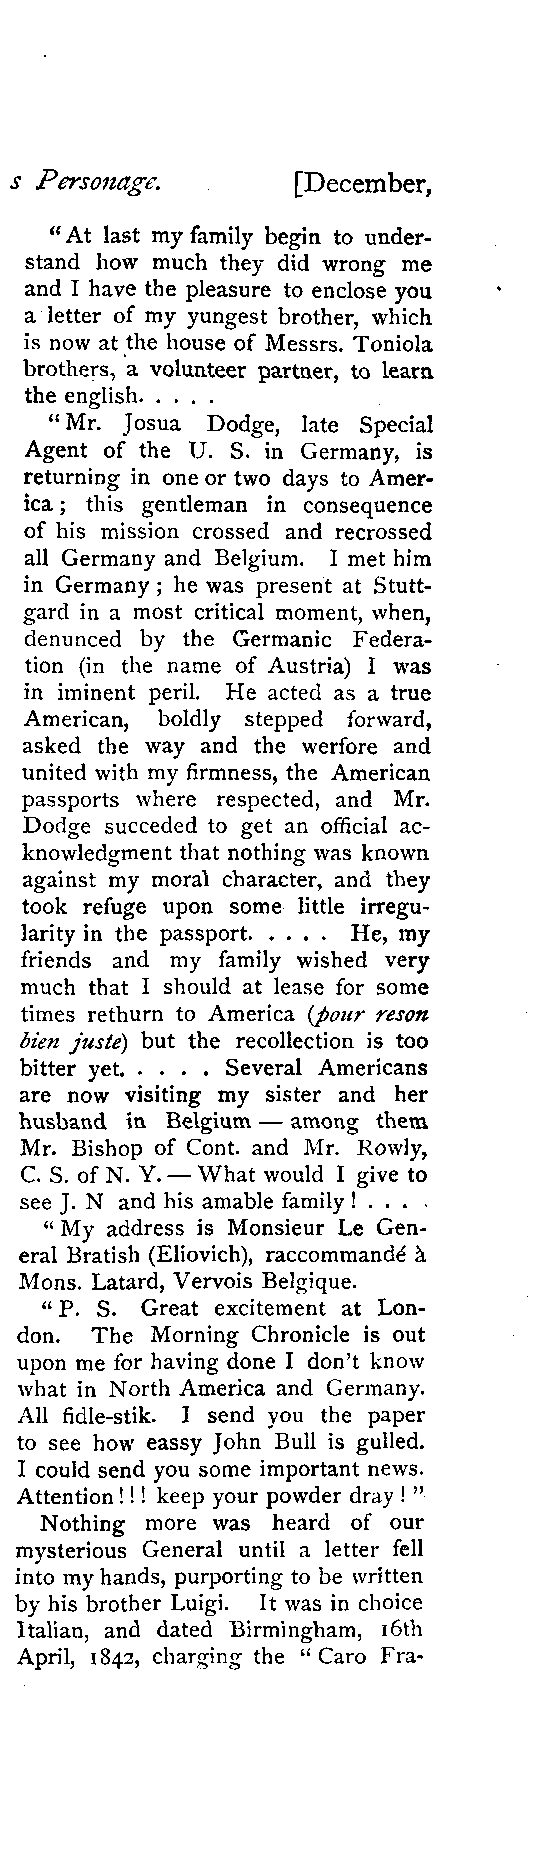 s Personage. [December,
"At last my family begin to under-
stand how much they did wrong me
and I have the pleasure to enclose you
a letter of my yungest brother, which
is now at the house of Messrs. Toniola
brothers, a volunteer partner, to learn
the english. . . . .
"Mr. Josua Dodge, late Special
Agent of the U. S. in Germany, is
returning in one or two days to Amer-
ica; this gentleman in consequence
of his mission crossed and recrossed
all Germany and Belgium. I met him
in Germany; he was present at Stutt-
gard in a most critical moment, when,
denunced by the Germanic Federa-
tion (in the name of Austria) I was
in iminent peril. He acted as a true
American, boldly stepped forward,
asked the way and the werfore and
united with my firmness, the American
passports where respected, and Mr.
Dodge succeded to get an official ac-
knowledgment that nothing was known
against my moral character, and they
took refuge upon some little irregu-
larity in the passport. . . . . He, my
friends and my family wished very
much that I should at lease for some
times rethurn to America (pour reson
bien juste) but the recollection is too
bitter yet. . . . . Several Americans
are now visiting my sister and her
husband in Belgium — among them
Mr. Bishop of Cont. and Mr. Rowly,
C. S. of N. Y. — What would I give to
see J. N and his amable family! . . . .
"My address is Monsieur Le Gen-
eral Bratish (Eliovich), raccommandé à
Mons. Latard, Vervois Belgique.
"P. S. Great excitement at Lon-
don. The Morning Chronicle is out
upon me for having done I don't know
what in North America and Germany.
All fidle-stik. I send you the paper
to see how eassy John Bull is gulled.
I could send you some important news.
Attention!!! keep your powder dray!"
Nothing more was heard of our
mysterious General until a letter fell
into my hands, purporting to be written
by his brother Luigi. It was in choice
Italian, and dated Birmingham, 16th
April, 1842, charging the "Caro Fra-